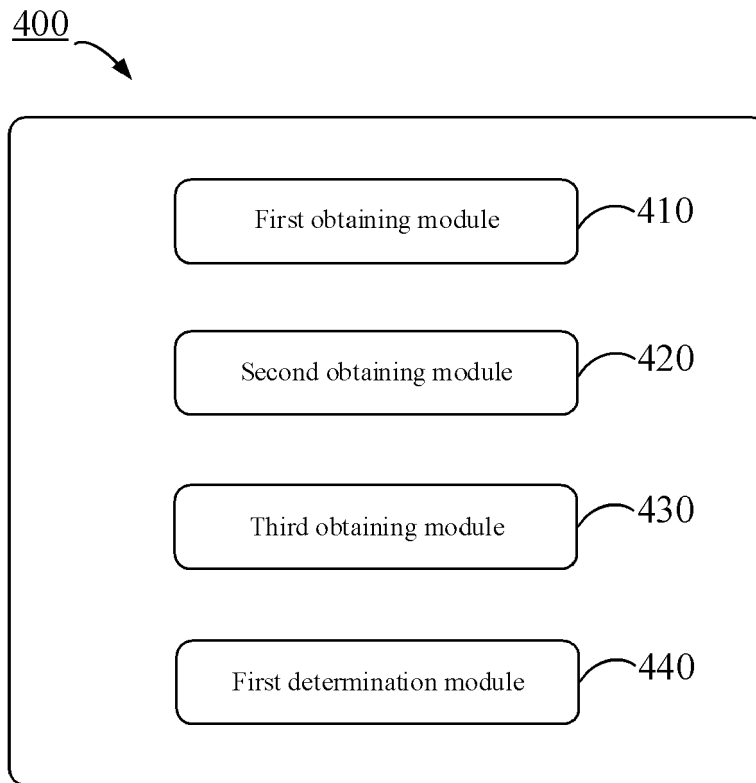 400
First obtaining module
410
Second obtaining module
420
Third obtaining module
430
First determination module
440